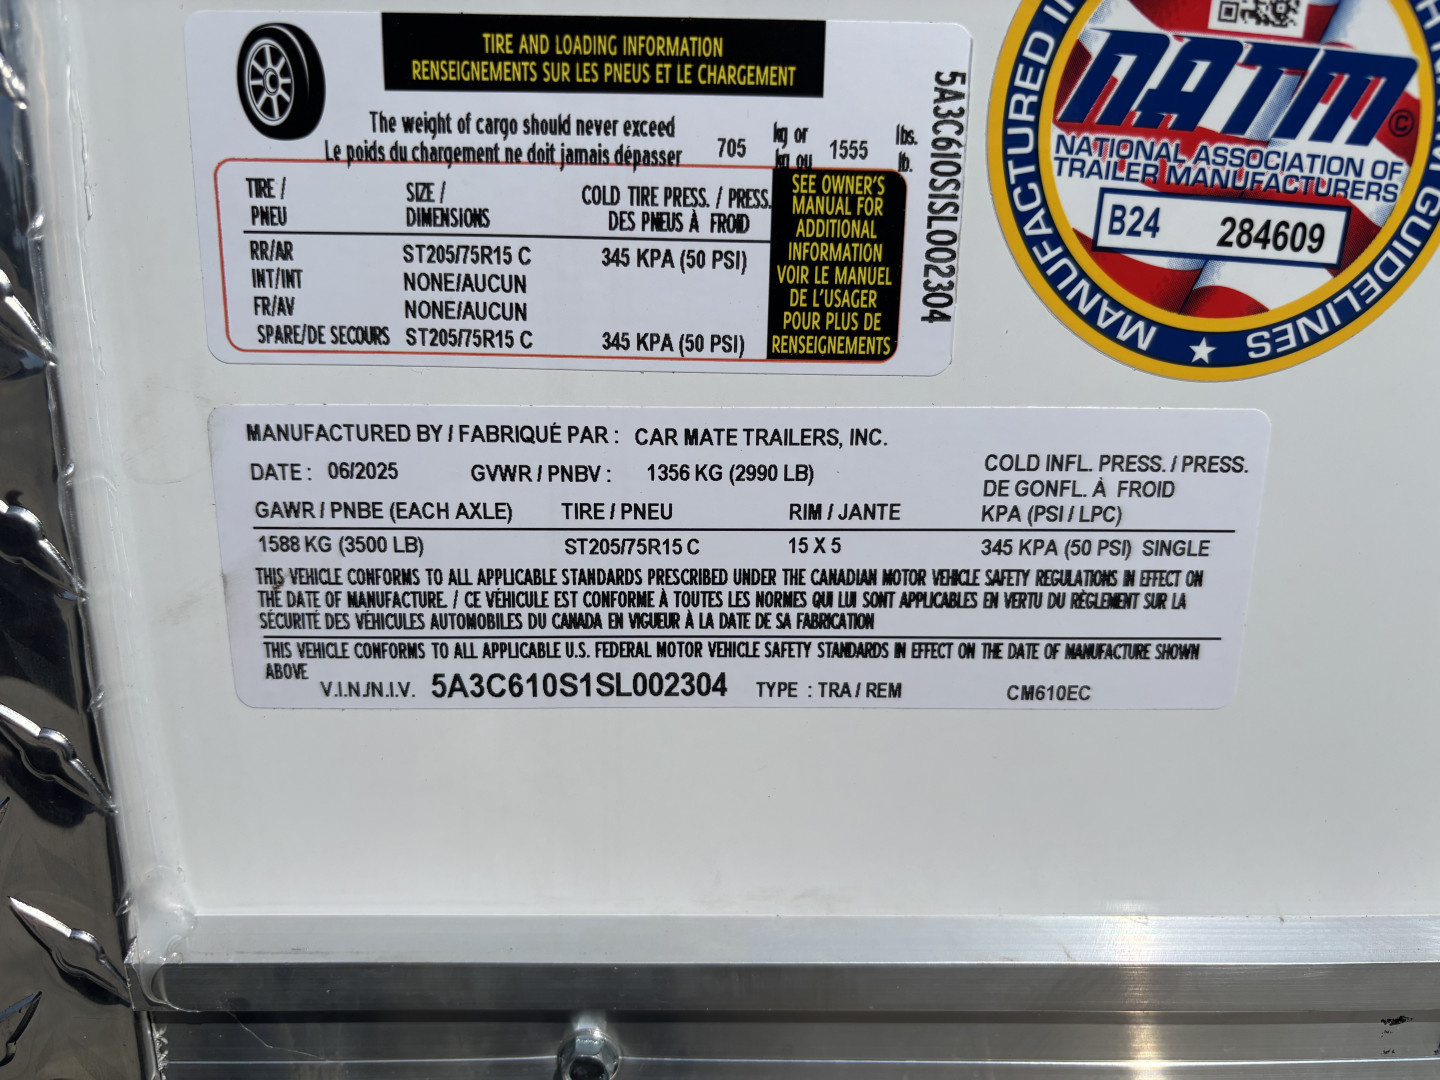 TIRE AND LOADING INFORMATION
RENSEIGNEMENTS SUR LES PNEUS ET LE CHARGEMENT
The weight of cargo should never exceed
Le poids du chargement ne doit jamais dépasser
705 kg or 1555 lbs.
kg ou lb.
TIRE / SIZE / COLD TIRE PRESS. / PRESS.
PNEU DIMENSIONS DES PNEUS À FROID
RR/AR ST205/75R15 C 345 KPA (50 PSI)
INT/INT NONE/AUCUN
FR/AV NONE/AUCUN
SPARE/DE SECOURS ST205/75R15 C 345 KPA (50 PSI)
SEE OWNER'S
MANUAL FOR
ADDITIONAL
INFORMATION
VOIR LE MANUEL
DE L'USAGER
POUR PLUS DE
RENSEIGNEMENTS
5A3C610S1SL002304
NATM ©
NATIONAL ASSOCIATION OF
TRAILER MANUFACTURERS
B24 284609
MANUFACTURED
GUIDELINES
MANUFACTURED BY / FABRIQUÉ PAR : CAR MATE TRAILERS, INC.
DATE : 06/2025 GVWR / PNBV : 1356 KG (2990 LB)
COLD INFL. PRESS. / PRESS.
DE GONFL. À FROID
GAWR / PNBE (EACH AXLE) TIRE / PNEU RIM / JANTE KPA (PSI / LPC)
1588 KG (3500 LB) ST205/75R15 C 15 X 5 345 KPA (50 PSI) SINGLE
THIS VEHICLE CONFORMS TO ALL APPLICABLE STANDARDS PRESCRIBED UNDER THE CANADIAN MOTOR VEHICLE SAFETY REGULATIONS IN EFFECT ON
THE DATE OF MANUFACTURE. / CE VÉHICULE EST CONFORME À TOUTES LES NORMES QUI LUI SONT APPLICABLES EN VERTU DU RÈGLEMENT SUR LA
SÉCURITÉ DES VÉHICULES AUTOMOBILES DU CANADA EN VIGUEUR À LA DATE DE SA FABRICATION
THIS VEHICLE CONFORMS TO ALL APPLICABLE U.S. FEDERAL MOTOR VEHICLE SAFETY STANDARDS IN EFFECT ON THE DATE OF MANUFACTURE SHOWN
ABOVE
V.I.N./N.I.V. 5A3C610S1SL002304 TYPE : TRA / REM CM610EC